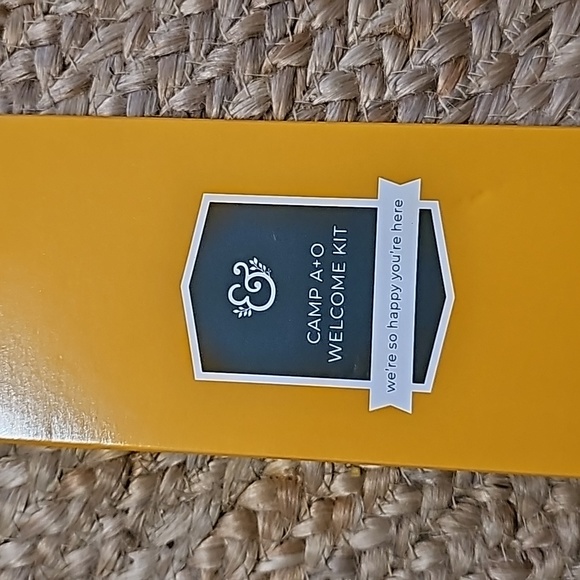 &
CAMP A+O
WELCOME KIT
we're so happy you're here